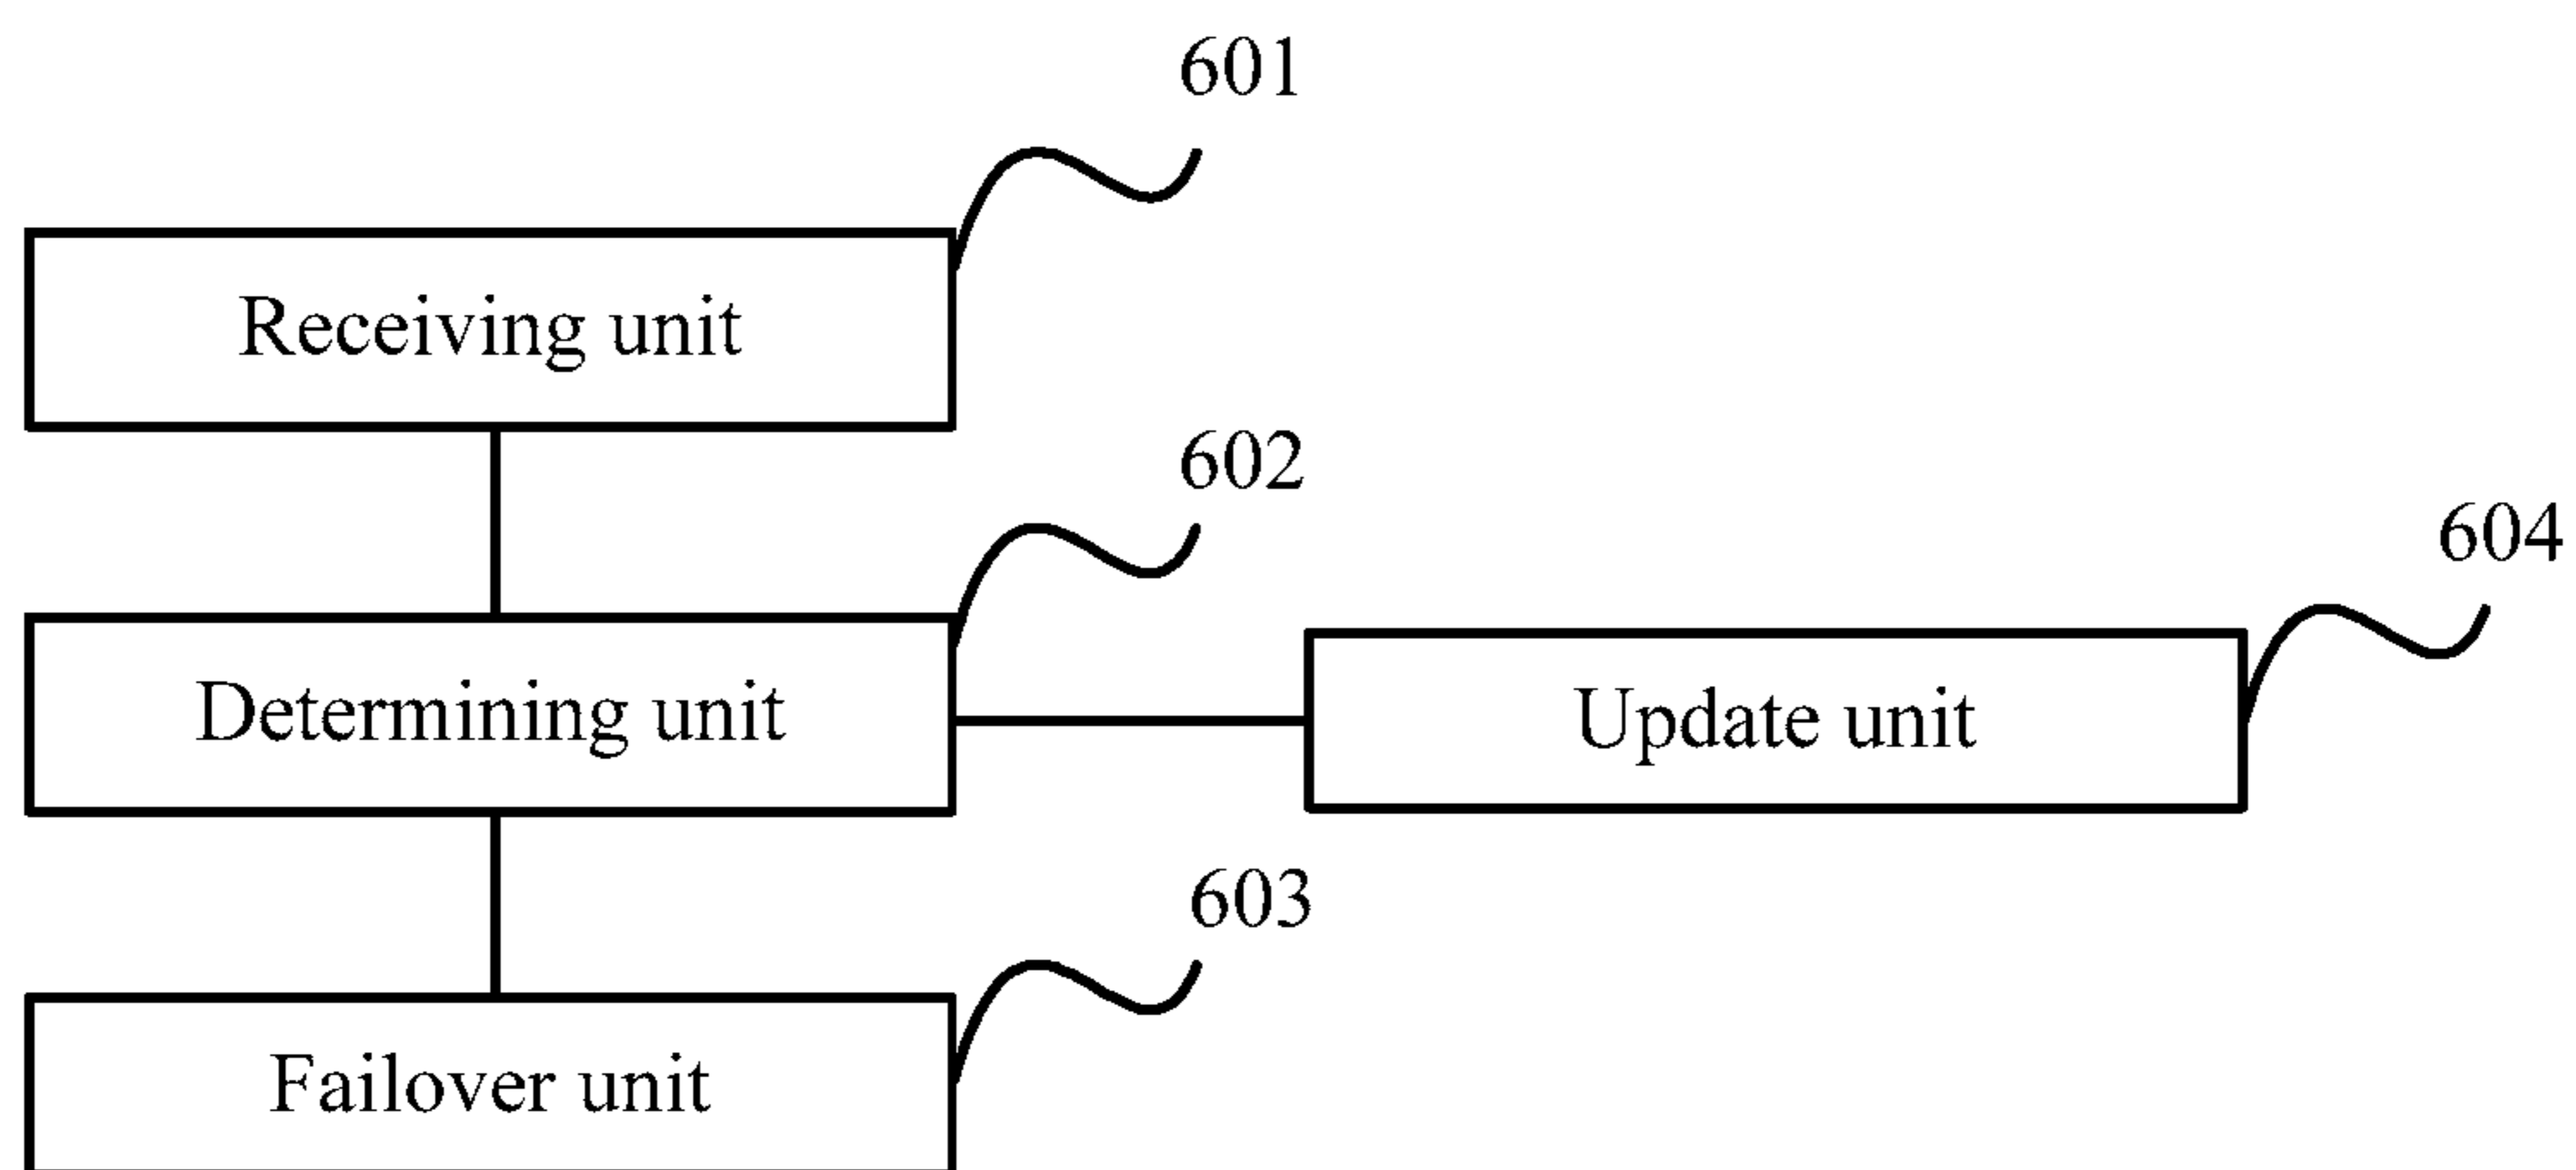 601
Receiving unit
602
604
Determining unit
Update unit
603
Failover unit